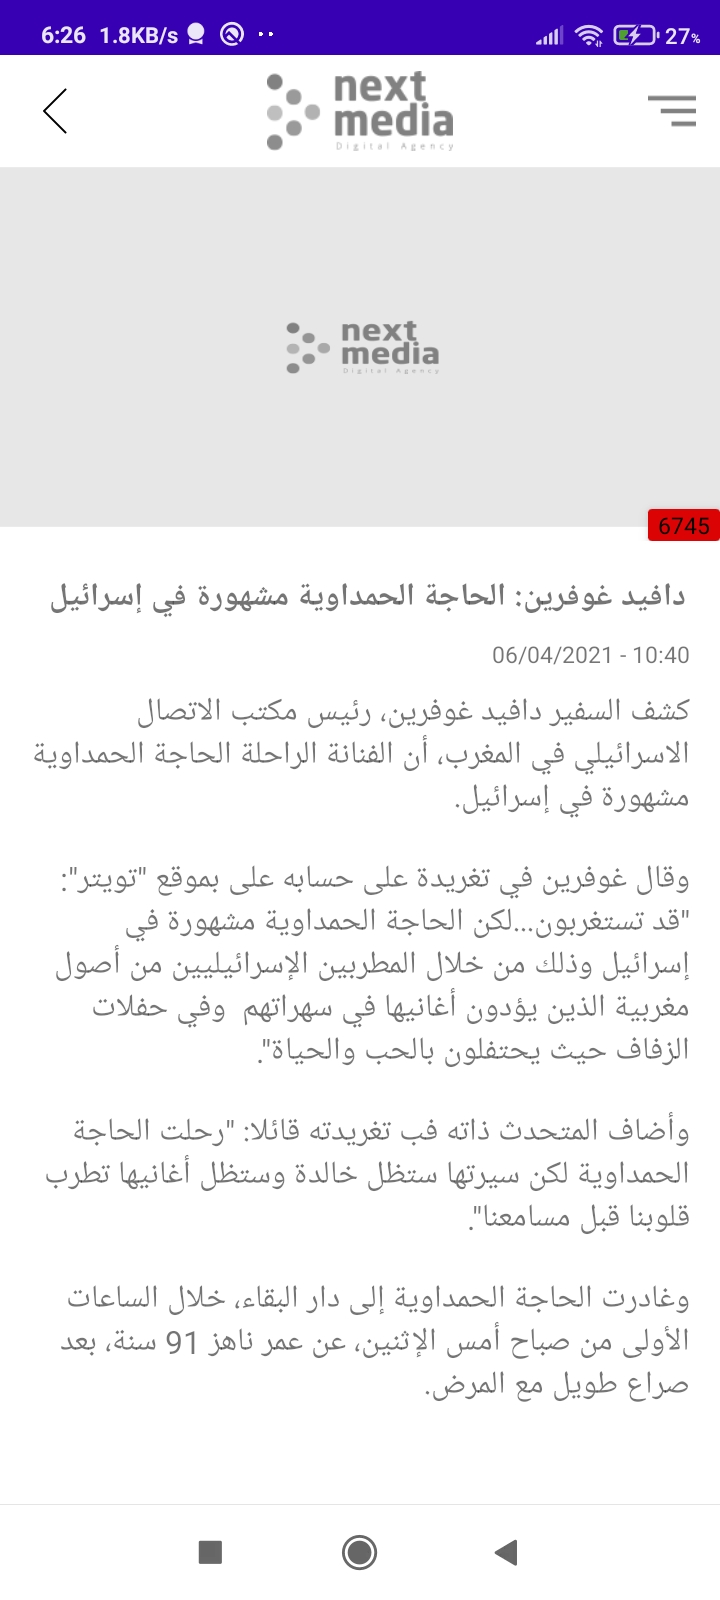 6:26 1.8KB/s 27%
next
media
Digital Agency
next
media
Digital Agency
6745
دافيد غوفرين: الحاجة الحمداوية مشهورة في إسرائيل
06/04/2021 - 10:40
كشف السفير دافيد غوفرين، رئيس مكتب الاتصال
الاسرائيلي في المغرب، أن الفنانة الراحلة الحاجة الحمداوية
مشهورة في إسرائيل.
وقال غوفرين في تغريدة على حسابه على بموقع "تويتر":
"قد تستغربون...لكن الحاجة الحمداوية مشهورة في
إسرائيل وذلك من خلال المطربين الإسرائيليين من أصول
مغربية الذين يؤدون أغانيها في سهراتهم  وفي حفلات
الزفاف حيث يحتفلون بالحب والحياة".
وأضاف المتحدث ذاته فب تغريدته قائلا: "رحلت الحاجة
الحمداوية لكن سيرتها ستظل خالدة وستظل أغانيها تطرب
قلوبنا قبل مسامعنا".
وغادرت الحاجة الحمداوية إلى دار البقاء، خلال الساعات
الأولى من صباح أمس الإثنين، عن عمر ناهز 91 سنة، بعد
صراع طويل مع المرض.